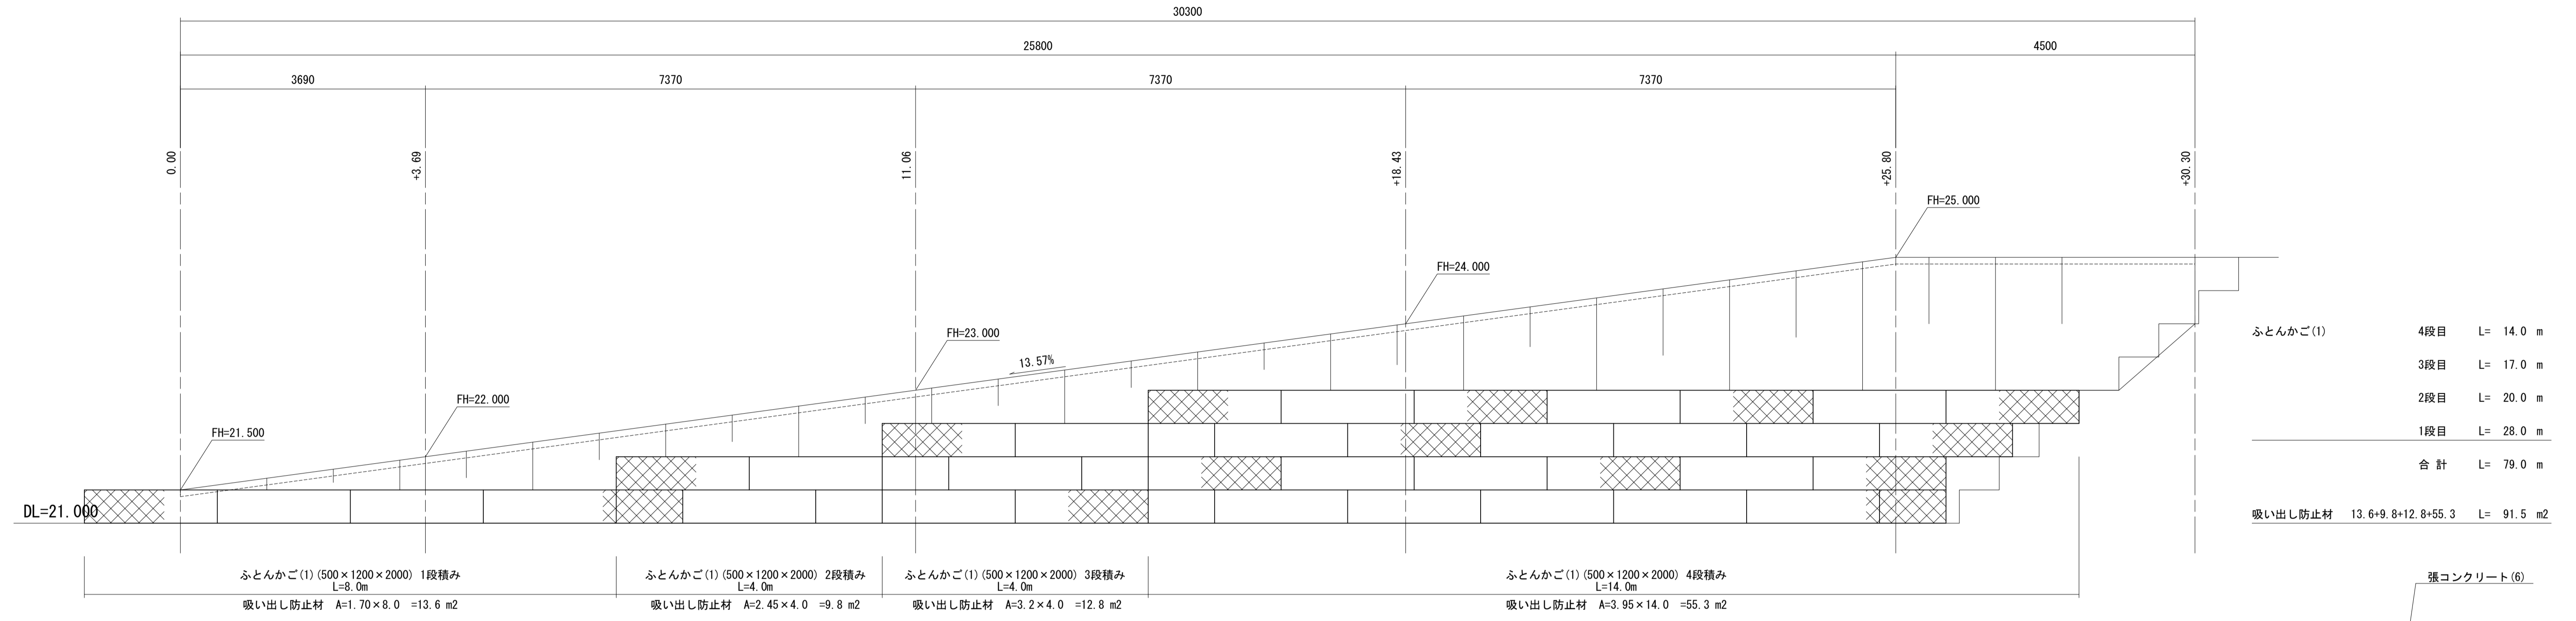 30300
25800
4500
3690
7370
7370
7370
0.00
+3.69
11.06
+18.43
+25.80
+30.30
FH=25.000
FH=24.000
FH=23.000
13.57%
FH=22.000
FH=21.500
DL=21.000
ふとんかご(1) 4段目 L= 14.0 m
3段目 L= 17.0 m
2段目 L= 20.0 m
1段目 L= 28.0 m
合 計 L= 79.0 m
吸い出し防止材 13.6+9.8+12.8+55.3 L= 91.5 m2
ふとんかご(1)(500×1200×2000) 1段積み
L=8.0m
吸い出し防止材 A=1.70×8.0 =13.6 m2
ふとんかご(1)(500×1200×2000) 2段積み
L=4.0m
吸い出し防止材 A=2.45×4.0 =9.8 m2
ふとんかご(1)(500×1200×2000) 3段積み
L=4.0m
吸い出し防止材 A=3.2×4.0 =12.8 m2
ふとんかご(1)(500×1200×2000) 4段積み
L=14.0m
吸い出し防止材 A=3.95×14.0 =55.3 m2
張コンクリート(6)